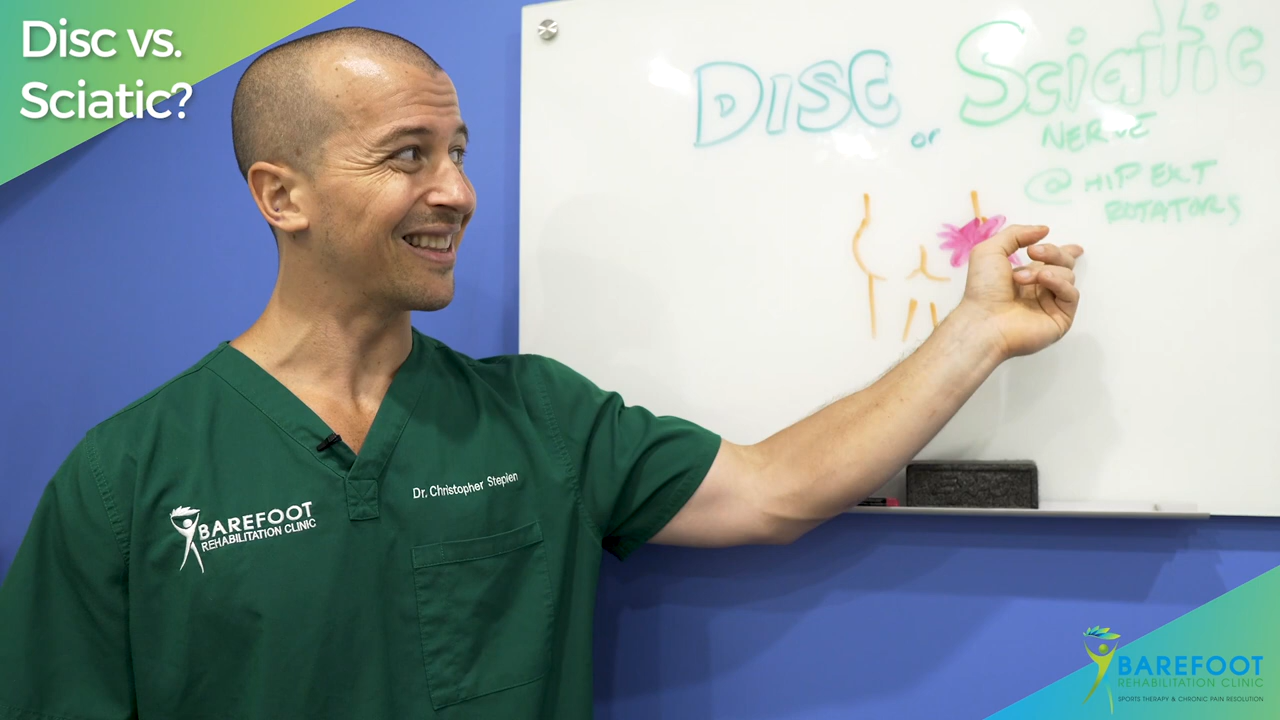 Disc vs.
Sciatic?
DISC or Sciatic
NERVE
@ HIP EXT
ROTATORS
Dr. Christopher Stepien
BAREFOOT
REHABILITATION CLINIC
BAREFOOT
REHABILITATION CLINIC
SPORTS THERAPY & CHRONIC PAIN RESOLUTION